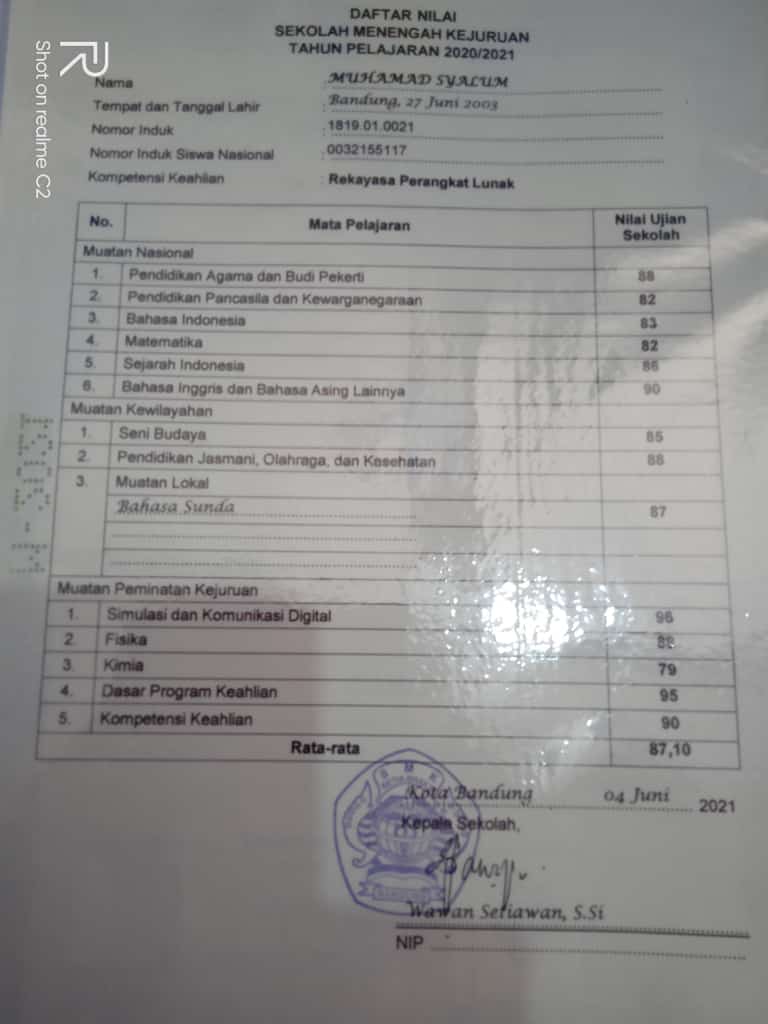 DAFTAR NILAI
SEKOLAH MENENGAH KEJURUAN
TAHUN PELAJARAN 2020/2021
Nama : MUHAMAD SYALUM
Tempat dan Tanggal Lahir : Bandung, 27 Juni 2003
Nomor Induk : 1819.01.0021
Nomor Induk Siswa Nasional : 0032155117
Kompetensi Keahlian : Rekayasa Perangkat Lunak
No. Mata Pelajaran Nilai Ujian Sekolah
Muatan Nasional
1. Pendidikan Agama dan Budi Pekerti 88
2. Pendidikan Pancasila dan Kewarganegaraan 82
3. Bahasa Indonesia 83
4. Matematika 82
5. Sejarah Indonesia 86
6. Bahasa Inggris dan Bahasa Asing Lainnya 90
Muatan Kewilayahan
1. Seni Budaya 85
2. Pendidikan Jasmani, Olahraga, dan Kesehatan 88
3. Muatan Lokal
Bahasa Sunda 87
Muatan Peminatan Kejuruan
1. Simulasi dan Komunikasi Digital 96
2. Fisika 88
3. Kimia 79
4. Dasar Program Keahlian 95
5. Kompetensi Keahlian 90
Rata-rata 87,10
Kota Bandung 04 Juni 2021
Kepala Sekolah,
Wawan Setiawan, S.Si
NIP
Shot on realme C2